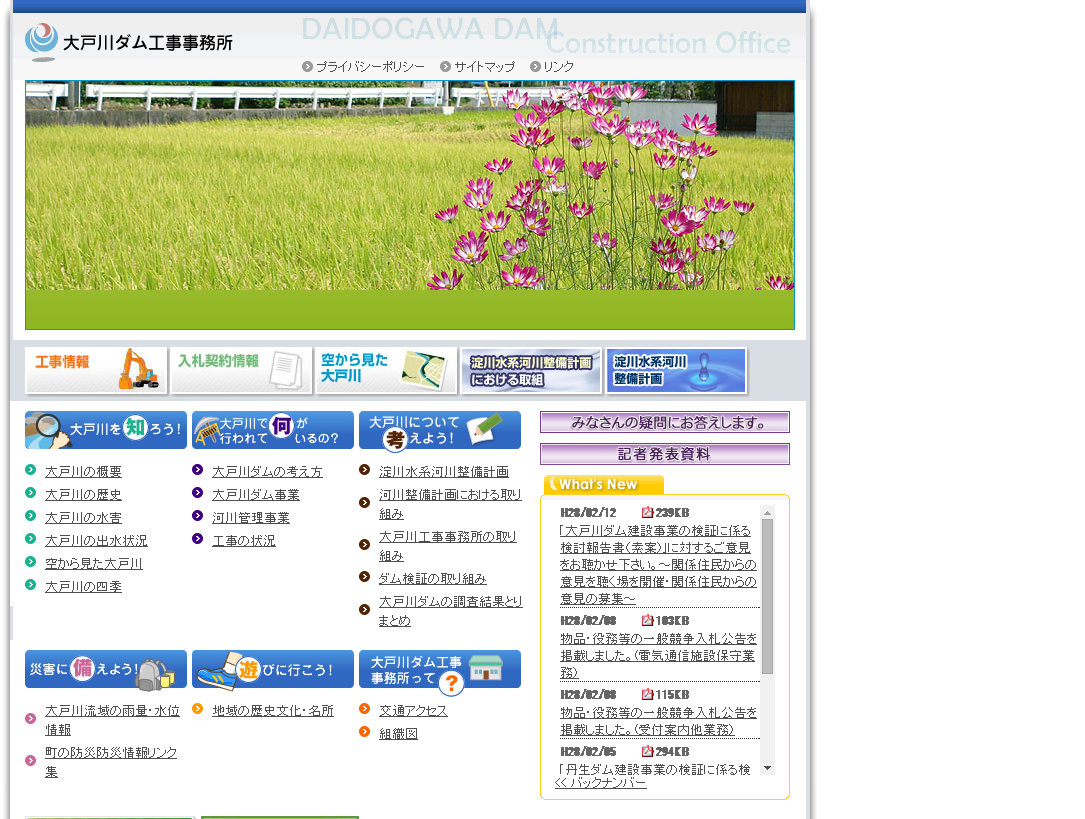 大戸川ダム工事事務所
DAIDOGAWA DAM
Construction Office
プライバシーポリシー サイトマップ リンク
工事情報
入札契約情報
空から見た
大戸川
淀川水系河川整備計画
における取組
淀川水系河川
整備計画
大戸川を知ろう!
大戸川で何が
行われているの?
大戸川について
考えよう!
みなさんの疑問にお答えします。
記者発表資料
大戸川の概要
大戸川の歴史
大戸川の水害
大戸川の出水状況
空から見た大戸川
大戸川の四季
大戸川ダムの考え方
大戸川ダム事業
河川管理事業
工事の状況
淀川水系河川整備計画
河川整備計画における取り
組み
大戸川工事事務所の取り
組み
ダム検証の取り組み
大戸川ダムの調査結果とり
まとめ
What's New
H28/02/12 239KB
「大戸川ダム建設事業の検証に係る
検討報告書(素案)」に対するご意見
をお聴かせ下さい。~関係住民からの
意見を聴く場を開催・関係住民からの
意見の募集~
H28/02/08 103KB
物品・役務等の一般競争入札公告を
掲載しました。(電気通信施設保守業
務)
H28/02/08 115KB
物品・役務等の一般競争入札公告を
掲載しました。(受付案内他業務)
H28/02/05 294KB
「丹生ダム建設事業の検証に係る検
<< バックナンバー
災害に備えよう!
遊びに行こう!
大戸川ダム工事
事務所って?
大戸川流域の雨量・水位
情報
町の防災防災情報リンク
集
地域の歴史文化・名所
交通アクセス
組織図